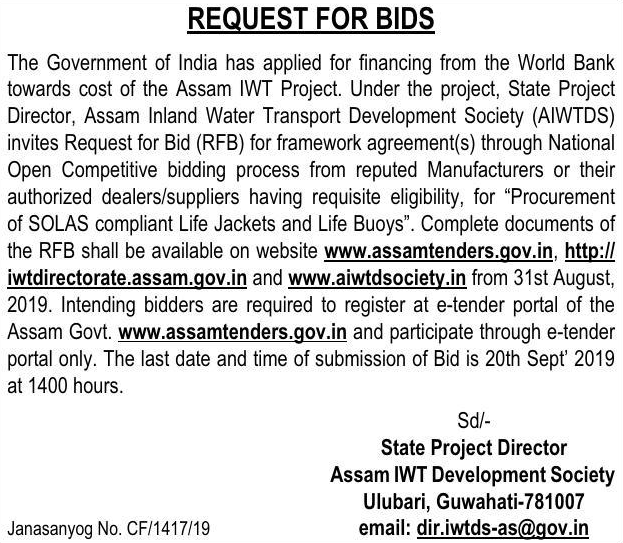 REQUEST FOR BIDS
The Government of India has applied for financing from the World Bank
towards cost of the Assam IWT Project. Under the project, State Project
Director, Assam Inland Water Transport Development Society (AIWTDS)
invites Request for Bid (RFB) for framework agreement(s) through National
Open Competitive bidding process from reputed Manufacturers or their
authorized dealers/suppliers having requisite eligibility, for “Procurement
of SOLAS compliant Life Jackets and Life Buoys”. Complete documents of
the RFB shall be available on website www.assamtenders.gov.in, http://
iwtdirectorate.assam.gov.in and www.aiwtdsociety.in from 31st August,
2019. Intending bidders are required to register at e-tender portal of the
Assam Govt. www.assamtenders.gov.in and participate through e-tender
portal only. The last date and time of submission of Bid is 20th Sept’ 2019
at 1400 hours.
Sd/-
State Project Director
Assam IWT Development Society
Ulubari, Guwahati-781007
Janasanyog No. CF/1417/19 email: dir.iwtds-as@gov.in